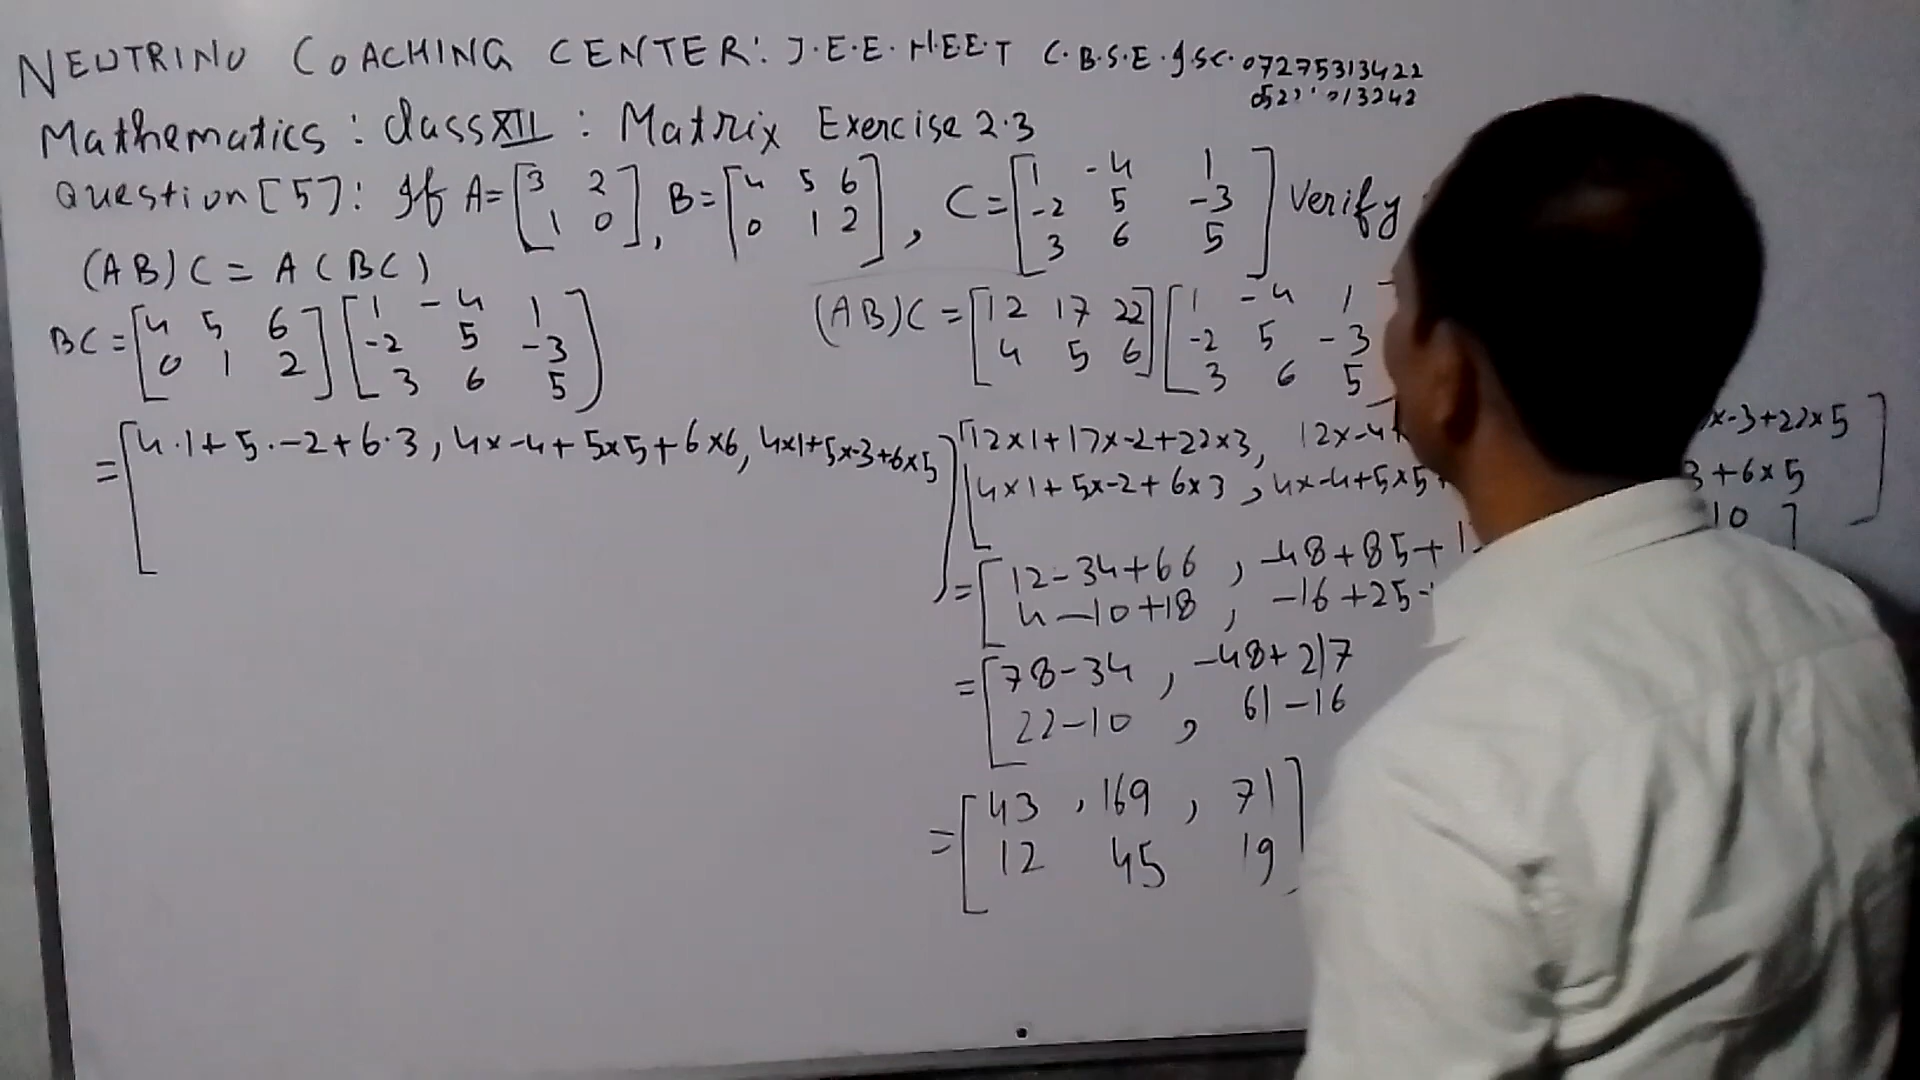 NEUTRINO COACHING CENTER: J.E.E. NEET C.B.S.E. I.S.C. 07275313422
Mathematics : Class XII : Matrix Exercise 2.3
Question [5]: If A = [3 2
1 0], B = [4 5 6
0 1 2], C = [1 -4 1
-2 5 -3
3 6 5] Verify
(AB)C = A(BC)
BC = [4 5 6
0 1 2] [1 -4 1
-2 5 -3
3 6 5]
= [4·1+5·-2+6·3, 4x-4+5x5+6x6, 4x1+5x-3+6x5]
(AB)C = [12 17 22
4 5 6] [1 -4 1
-2 5 -3
3 6 5]
[12x1+17x-2+22x3, 12x-4 x-3+22x5
4x1+5x-2+6x3, 4x-4+5x5 3+6x5]
= [12-34+66, -48+85+ 10
4-10+18, -16+25 ]
= [78-34, -48+217
22-10, 61-16
= [43, 169, 71
12 45 19]